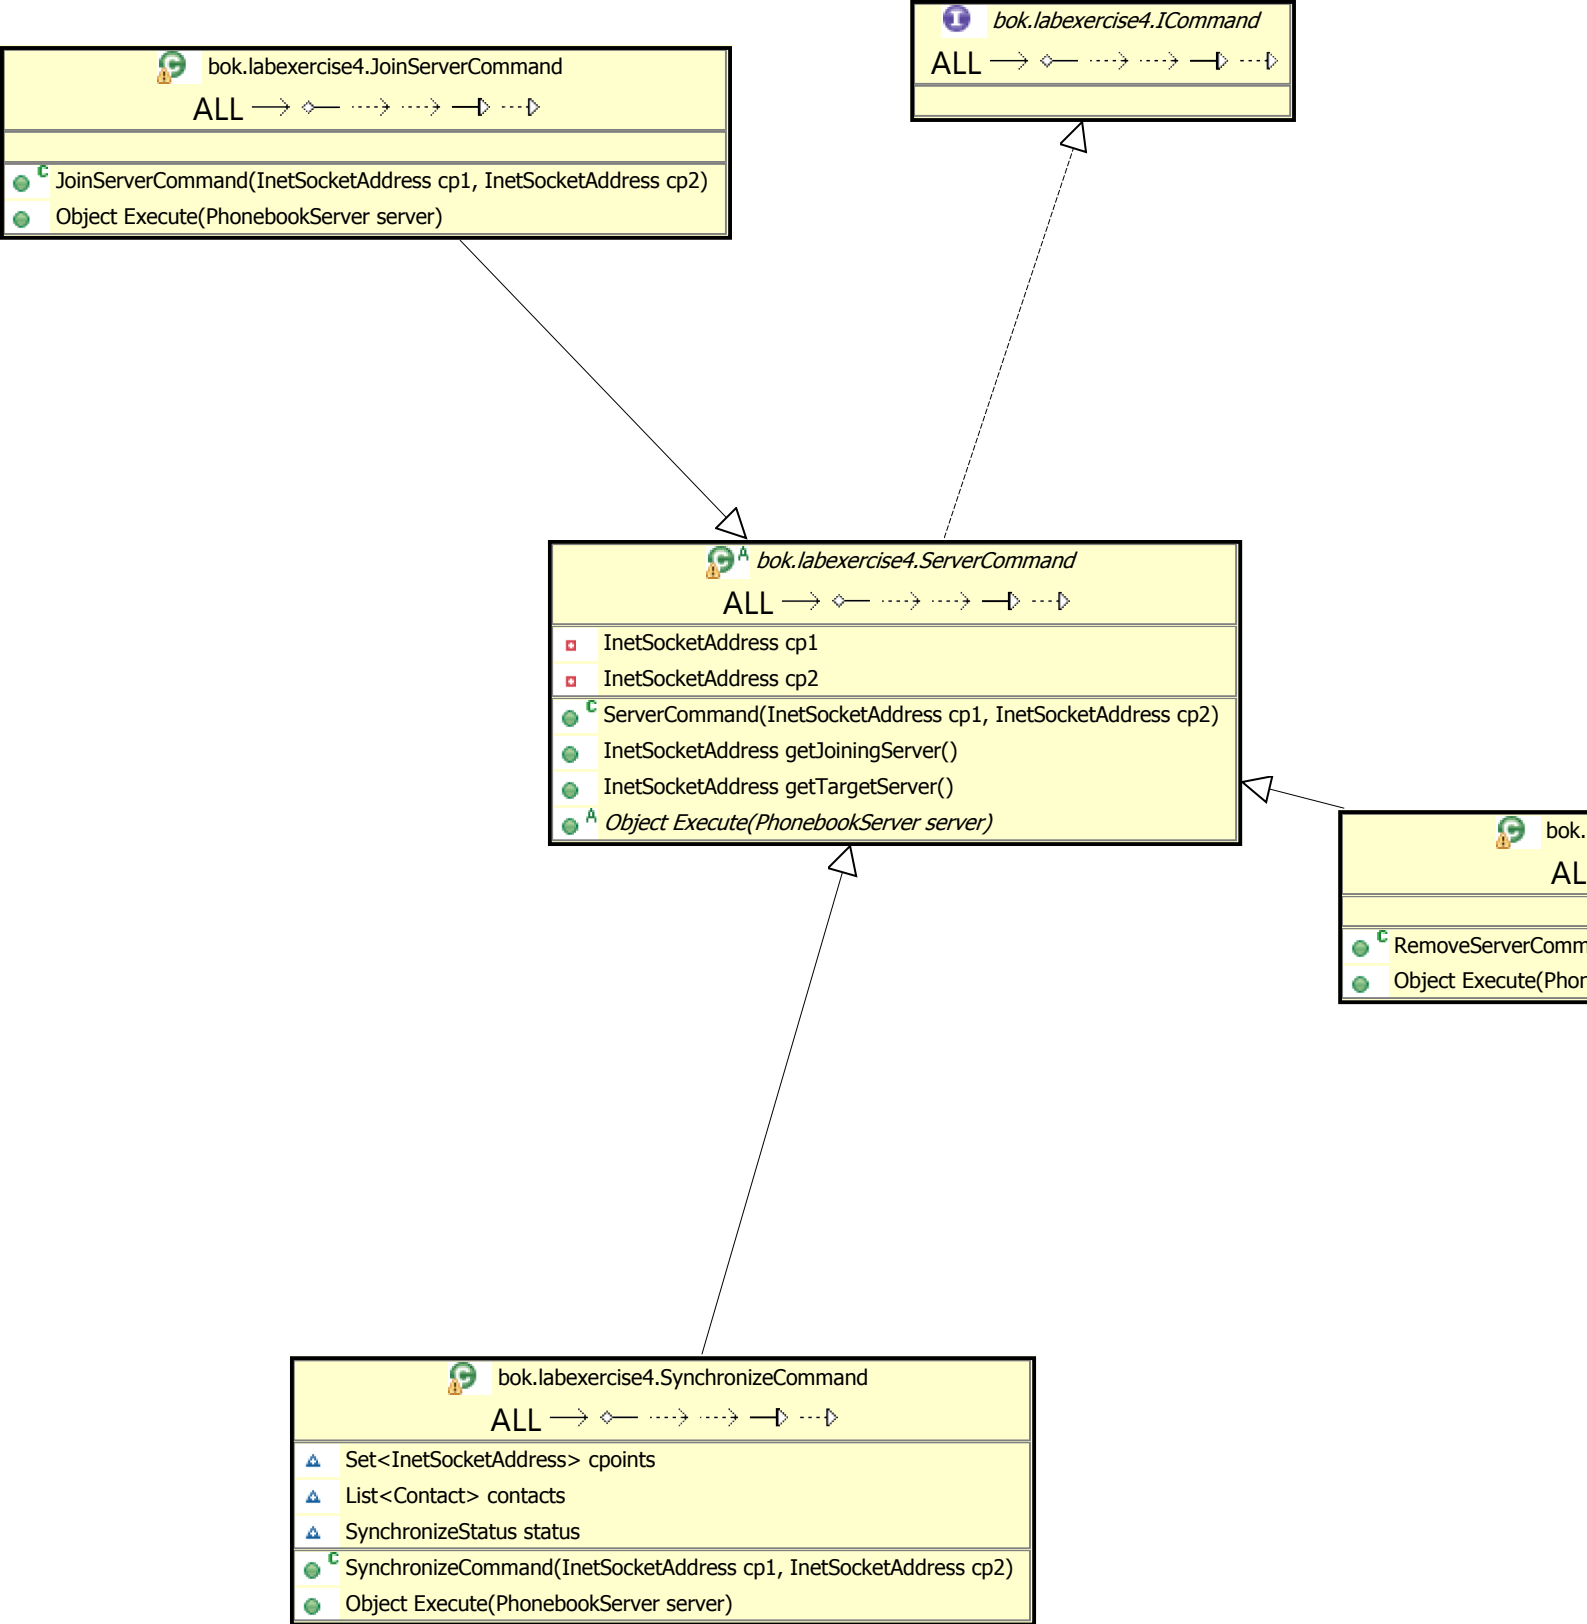 bok.labexercise4.ICommand
ALL
bok.labexercise4.JoinServerCommand
ALL
JoinServerCommand(InetSocketAddress cp1, InetSocketAddress cp2)
Object Execute(PhonebookServer server)
bok.labexercise4.ServerCommand
ALL
InetSocketAddress cp1
InetSocketAddress cp2
ServerCommand(InetSocketAddress cp1, InetSocketAddress cp2)
InetSocketAddress getJoiningServer()
InetSocketAddress getTargetServer()
Object Execute(PhonebookServer server)
bok.
AL
RemoveServerComm
Object Execute(Phon
bok.labexercise4.SynchronizeCommand
ALL
Set<InetSocketAddress> cpoints
List<Contact> contacts
SynchronizeStatus status
SynchronizeCommand(InetSocketAddress cp1, InetSocketAddress cp2)
Object Execute(PhonebookServer server)